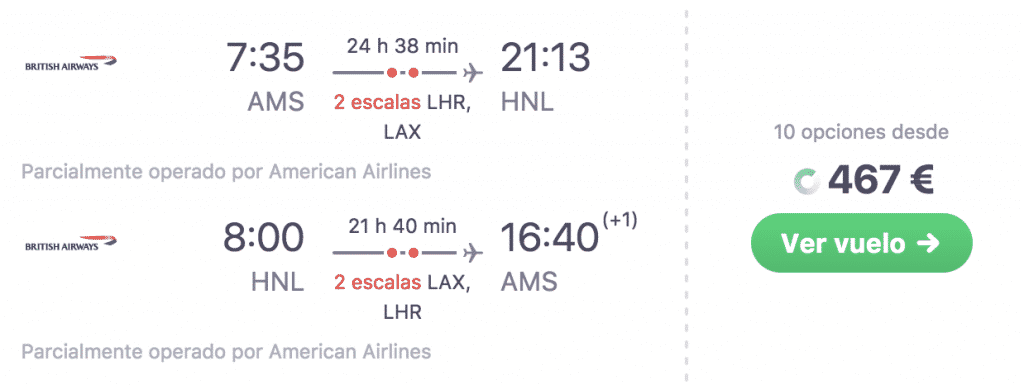 BRITISH AIRWAYS
7:35
24 h 38 min
21:13
AMS
2 escalas LHR,
LAX
HNL
Parcialmente operado por American Airlines
BRITISH AIRWAYS
8:00
21 h 40 min
16:40(+1)
HNL
2 escalas LAX,
LHR
AMS
Parcialmente operado por American Airlines
10 opciones desde
467 €
Ver vuelo →